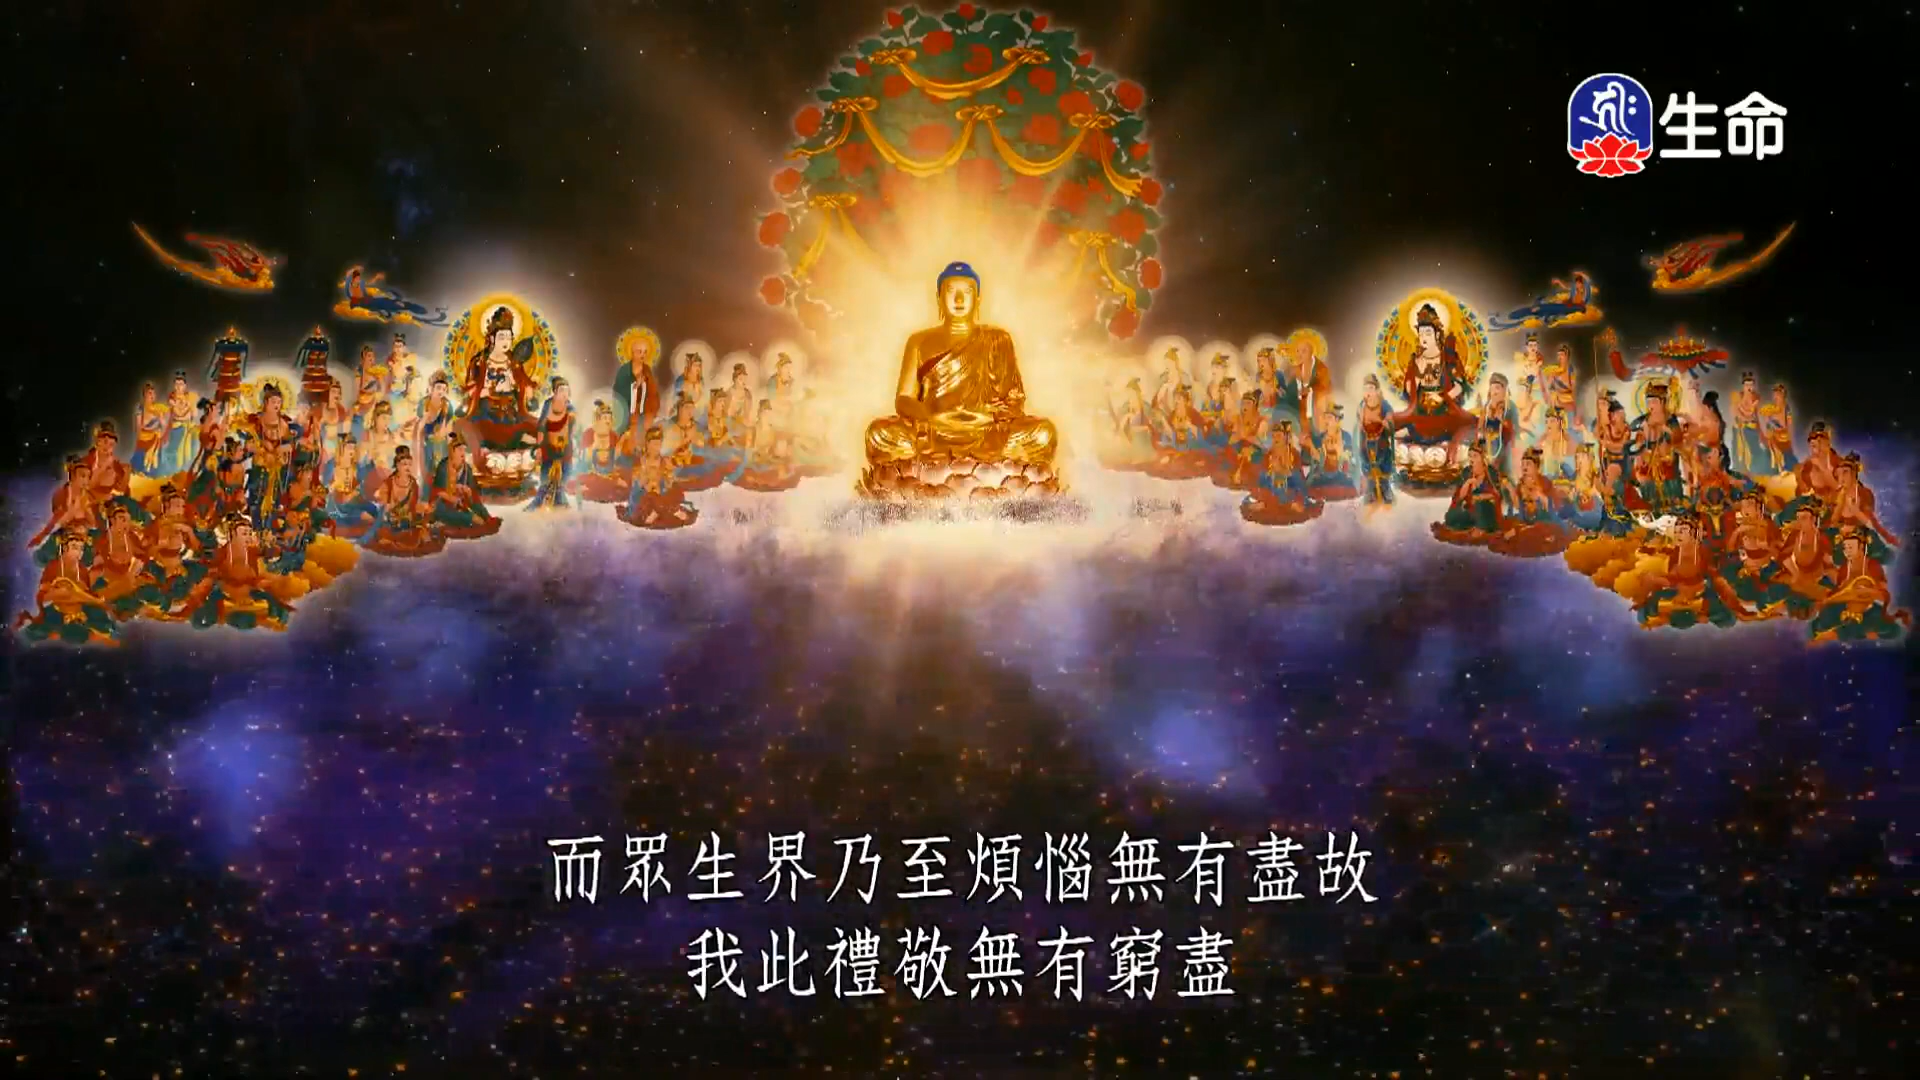 生命
而眾生界乃至煩惱無有盡故
我此禮敬無有窮盡